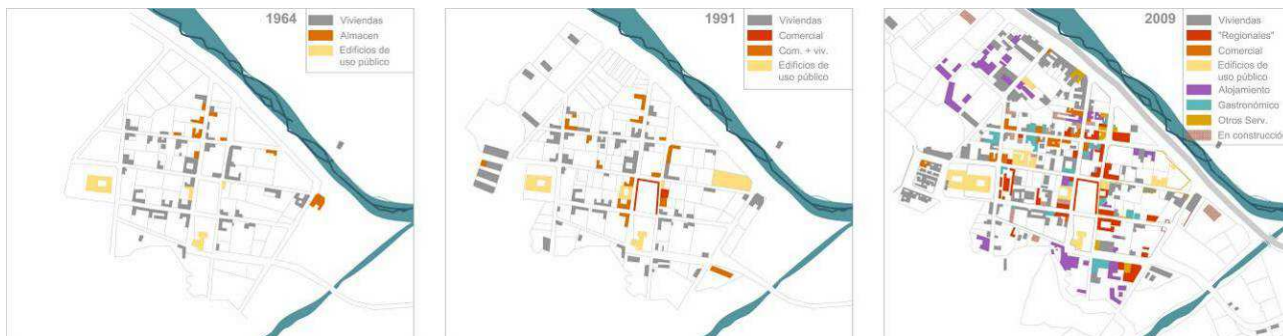 1964
Viviendas
Almacen
Edificios de
uso público
1991
Viviendas
Comercial
Com. + viv.
Edificios de
uso público
2009
Viviendas
"Regionales"
Comercial
Edificios de
uso público
Alojamiento
Gastronómico
Otros Serv.
En construcció